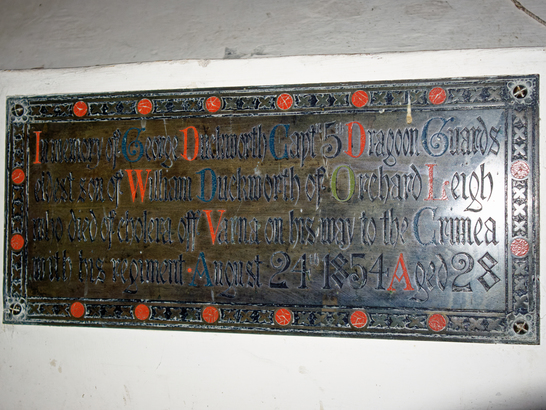 In memory of George Duckworth Capt 5th Dragoon Guards
eldest son of William Duckworth of Orchard Leigh
who died of cholera off Varna on his way to the Crimea
with his regiment · August 24th 1854 Aged 28